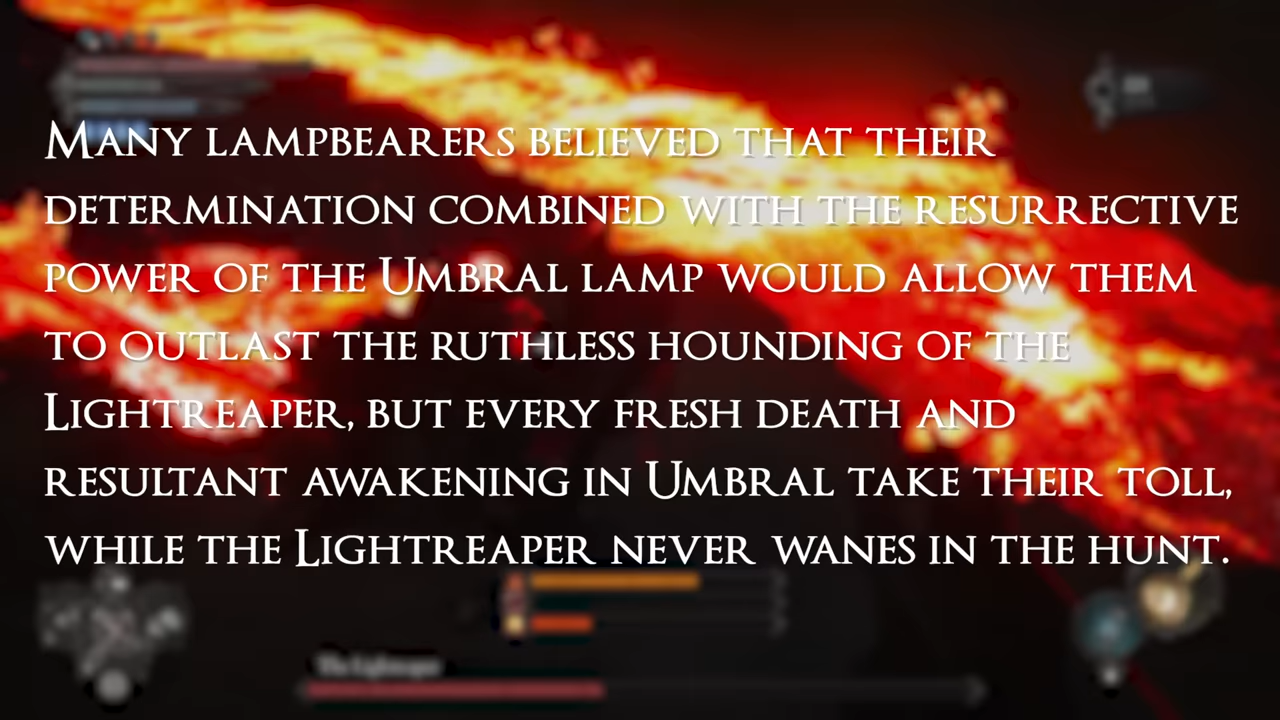 Many lampbearers believed that their
determination combined with the resurrective
power of the Umbral lamp would allow them
to outlast the ruthless hounding of the
Lightreaper, but every fresh death and
resultant awakening in Umbral take their toll,
while the Lightreaper never wanes in the hunt.
The Lightreaper